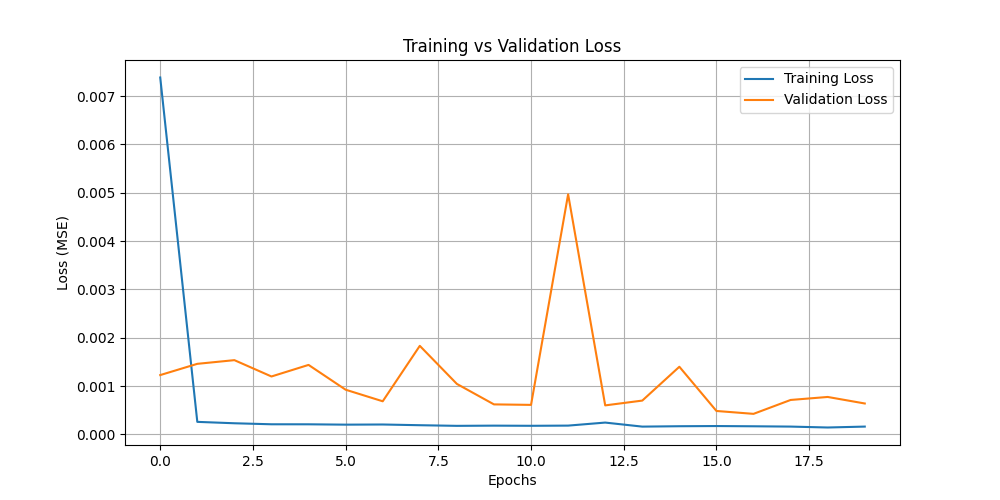 Training vs Validation Loss
Training Loss
Validation Loss
0.007
0.006
0.005
0.004
0.003
0.002
0.001
0.000
Loss (MSE)
0.0 2.5 5.0 7.5 10.0 12.5 15.0 17.5
Epochs